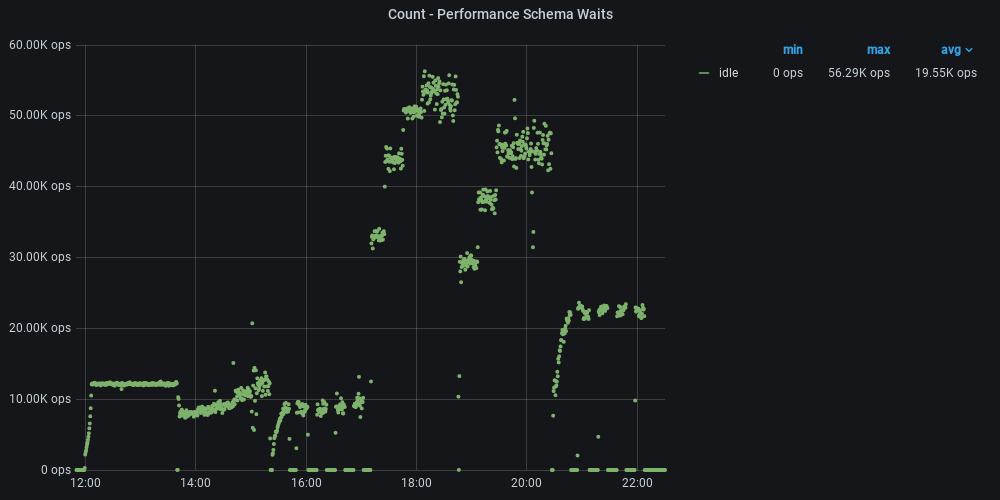 Count - Performance Schema Waits
60.00K ops
50.00K ops
40.00K ops
30.00K ops
20.00K ops
10.00K ops
0 ops
12:00 14:00 16:00 18:00 20:00 22:00
min max avg
idle 0 ops 56.29K ops 19.55K ops